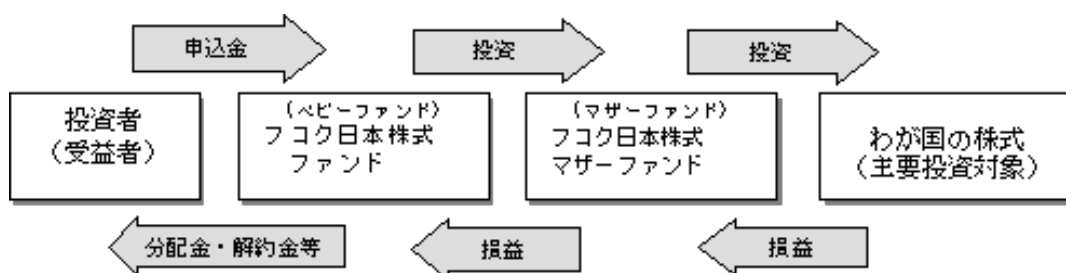 申込金
投資
投資
投資者
（受益者）
（ベビーファンド）
フコク日本株式
ファンド
（マザーファンド）
フコク日本株式
マザーファンド
わが国の株式
（主要投資対象）
分配金・解約金等
損益
損益